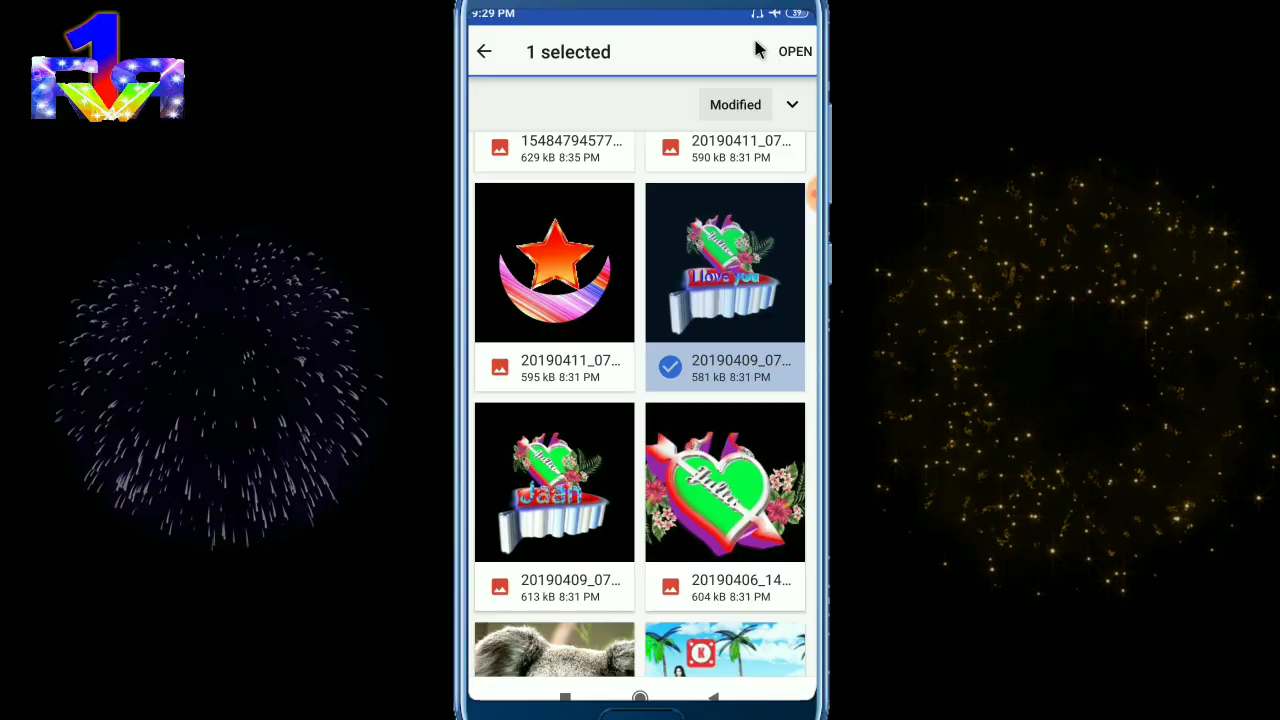 9:29 PM
39
1 selected
OPEN
Modified
15484794577...
629 kB 8:35 PM
20190411_07...
590 kB 8:31 PM
I love you
20190411_07...
595 kB 8:31 PM
20190409_07...
581 kB 8:31 PM
Jaan
20190409_07...
613 kB 8:31 PM
20190406_14...
604 kB 8:31 PM
K